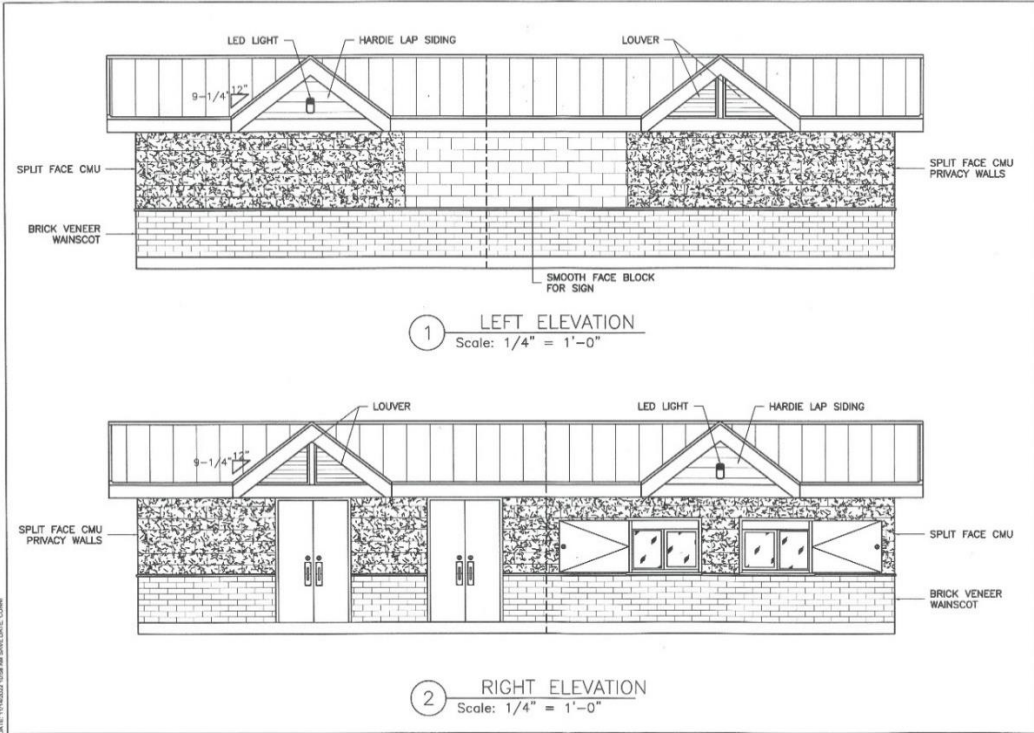 LED LIGHT
HARDIE LAP SIDING
LOUVER
12"
9-1/4"
SPLIT FACE CMU
SPLIT FACE CMU
PRIVACY WALLS
BRICK VENEER
WAINSCOT
SMOOTH FACE BLOCK
FOR SIGN
1
LEFT ELEVATION
Scale: 1/4" = 1'-0"
LOUVER
LED LIGHT
HARDIE LAP SIDING
12"
9-1/4"
SPLIT FACE CMU
PRIVACY WALLS
SPLIT FACE CMU
BRICK VENEER
WAINSCOT
2
RIGHT ELEVATION
Scale: 1/4" = 1'-0"